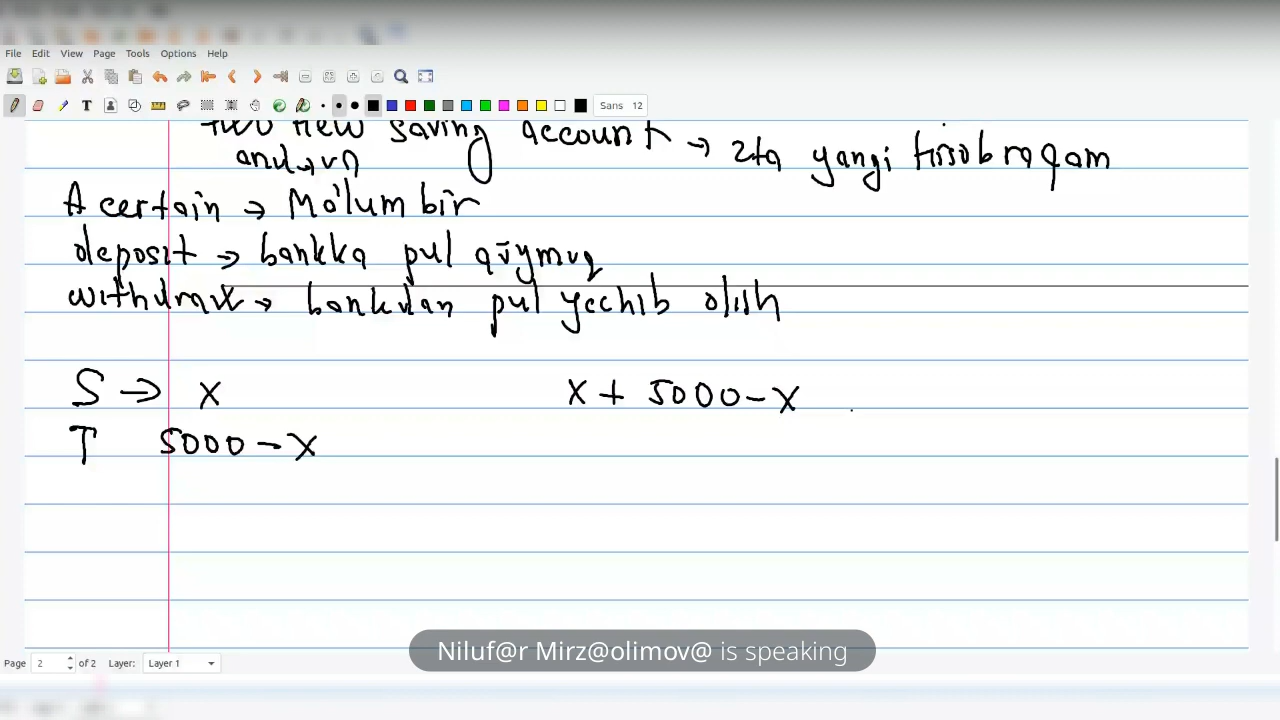 File Edit View Page Tools Options Help
Sans 12
two new saving account → 2ta yangi hisobraqam
A certain → Ma'lum bir
deposit → bankka pul qo'ymoq
withdraw → bankdan pul yechib olish
S → X
X + 5000 - X
T 5000 - X
Niluf@r Mirz@olimov@ is speaking
Page 2 of 2 Layer: Layer 1